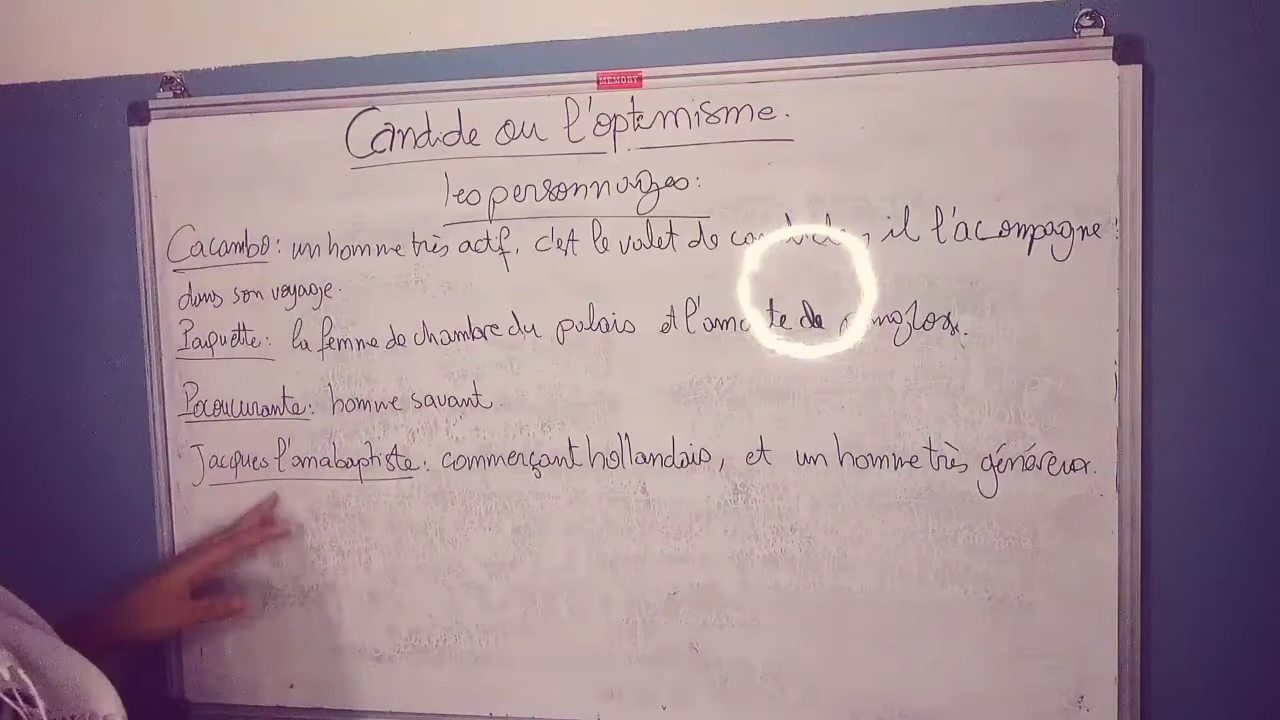 MEMORY
Candide ou l'optimisme.
les personnages:
Cacambo: un homme très actif, c'est le valet de candide, il l'acompagne
dans son voyage.
Paquette: la femme de chambre du palais et l'amante de
Pococurante: homme savant.
Jacques l'anabaptiste: commerçant hollandais, et un homme très généreux.